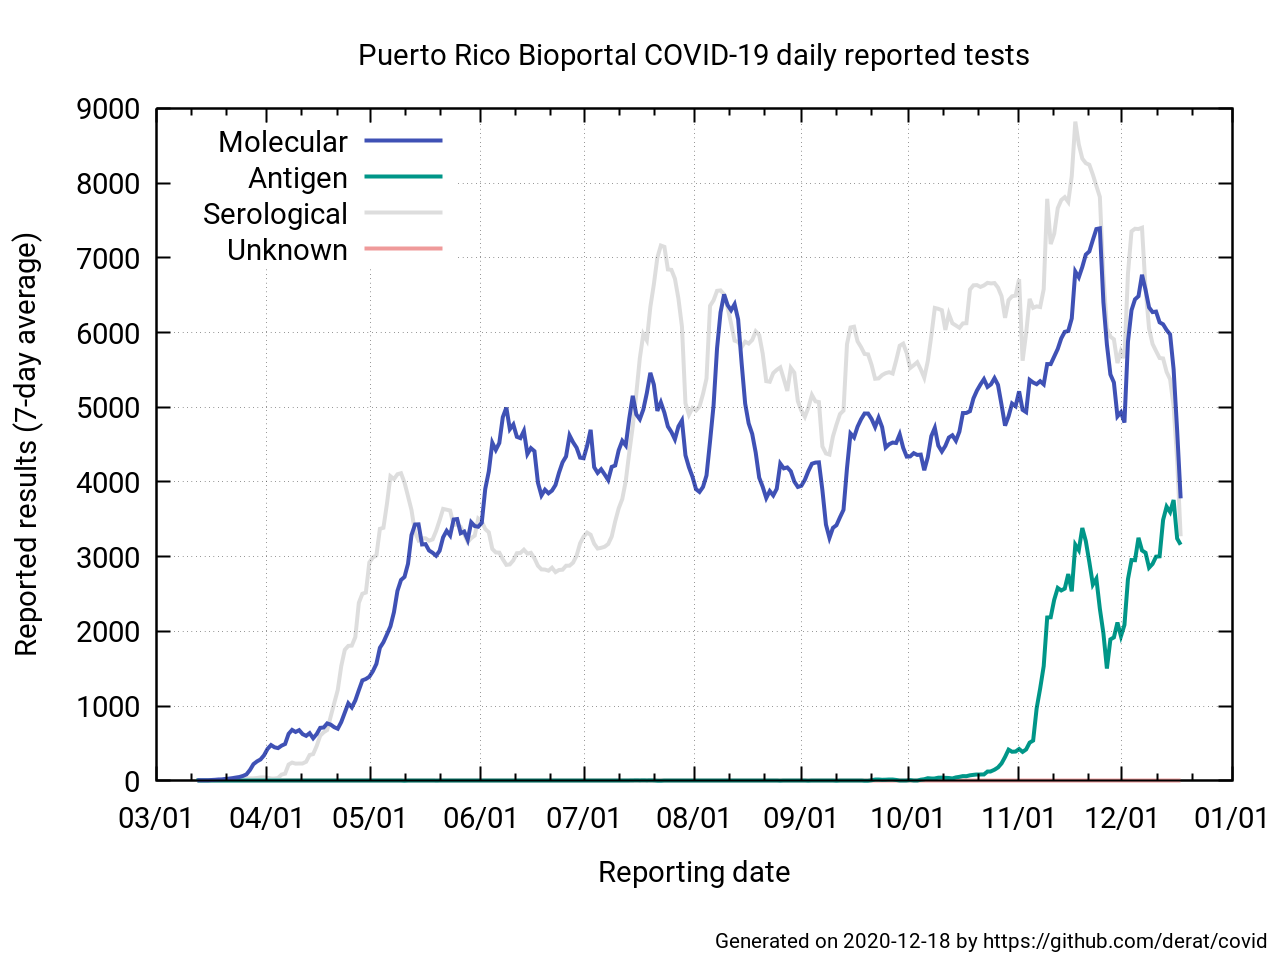 Puerto Rico Bioportal COVID-19 daily reported tests
9000
8000
7000
6000
5000
4000
3000
2000
1000
0
Reported results (7-day average)
Molecular
Antigen
Serological
Unknown
03/01 04/01 05/01 06/01 07/01 08/01 09/01 10/01 11/01 12/01 01/01
Reporting date
Generated on 2020-12-18 by https://github.com/derat/covid